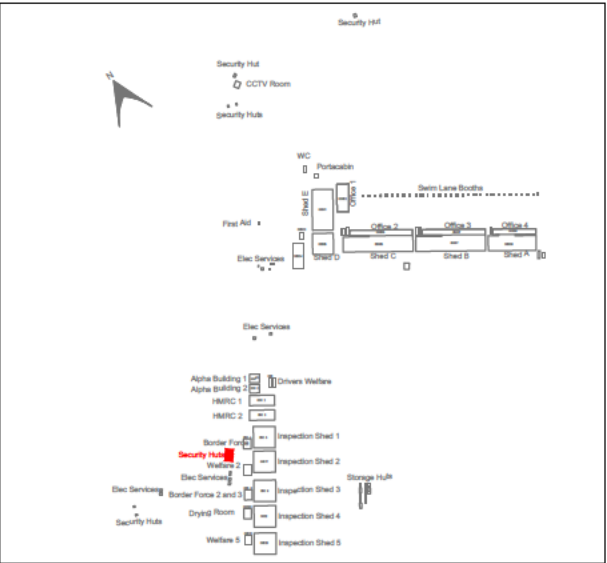 Security Hut
Security Hut
CCTV Room
Security Huts
N
WC
Portacabin
Swim Lane Booths
Shed E
Office 1
First Aid
Office 2
Office 3
Office 4
Shed D
Shed C
Shed B
Shed A
Elec Services
Elec Services
Alpha Building 1
Alpha Building 2
Drivers Welfare
HMRC 1
HMRC 2
Border Force
Inspection Shed 1
Security Huts
Inspection Shed 2
Welfare 2
Elec Services
Storage Huts
Elec Services
Border Force 2 and 3
Inspection Shed 3
Security Huts
Drying Room
Inspection Shed 4
Welfare 5
Inspection Shed 5